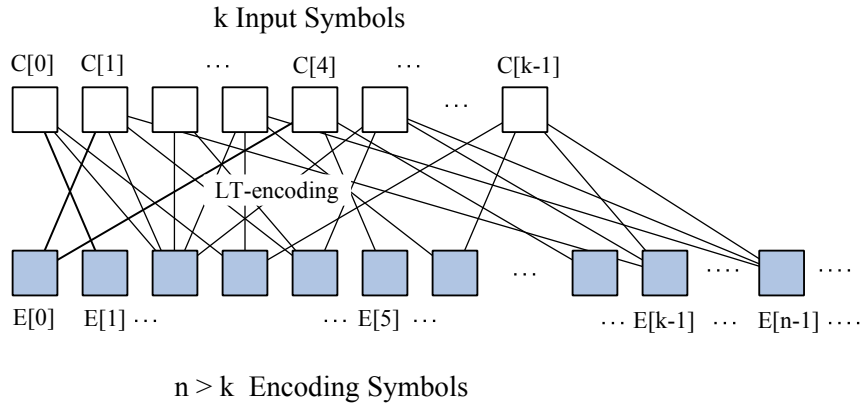 k Input Symbols
C[0] C[1] ... C[4] ... C[k-1]
...
LT-encoding
... .... ....
E[0] E[1] ... ... E[5] ... ... E[k-1] ... E[n-1] ....
n > k Encoding Symbols